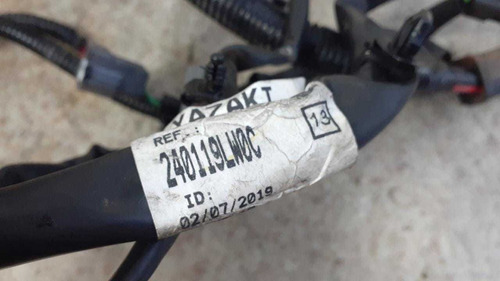 YAZAKI
REF.:
240119LW0C
13
ID:
02/07/2019